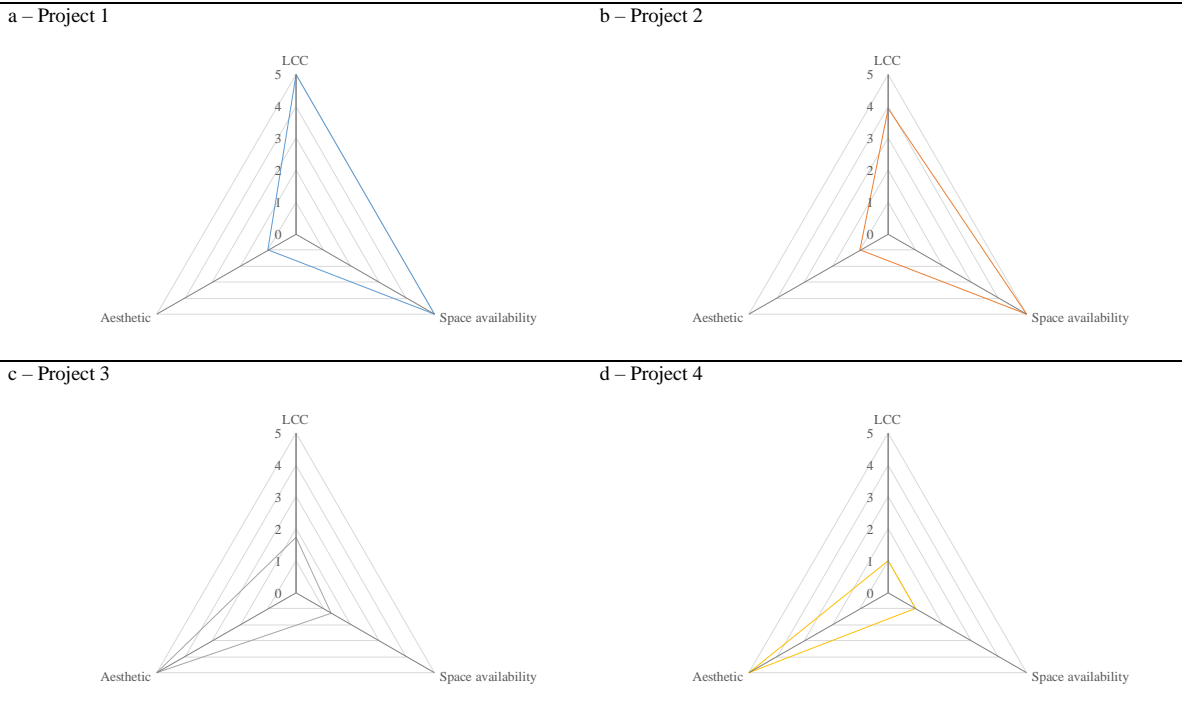 a – Project 1
b – Project 2
LCC
5
4
3
2
1
0
Aesthetic
Space availability
LCC
5
4
3
2
1
0
Aesthetic
Space availability
c – Project 3
d – Project 4
LCC
5
4
3
2
1
0
Aesthetic
Space availability
LCC
5
4
3
2
1
0
Aesthetic
Space availability